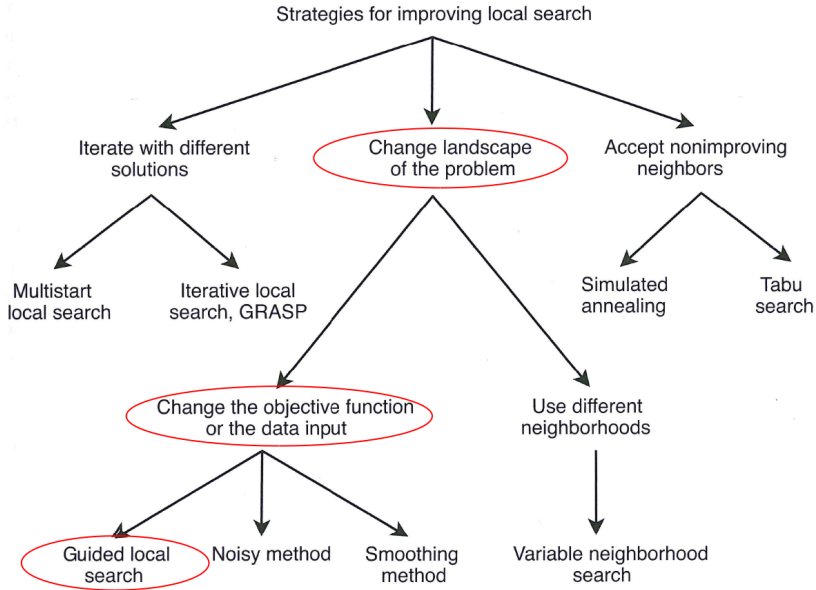 Strategies for improving local search
Iterate with different
solutions
Change landscape
of the problem
Accept nonimproving
neighbors
Multistart
local search
Iterative local
search, GRASP
Simulated
annealing
Tabu
search
Change the objective function
or the data input
Use different
neighborhoods
Guided local
search
Noisy method
Smoothing
method
Variable neighborhood
search